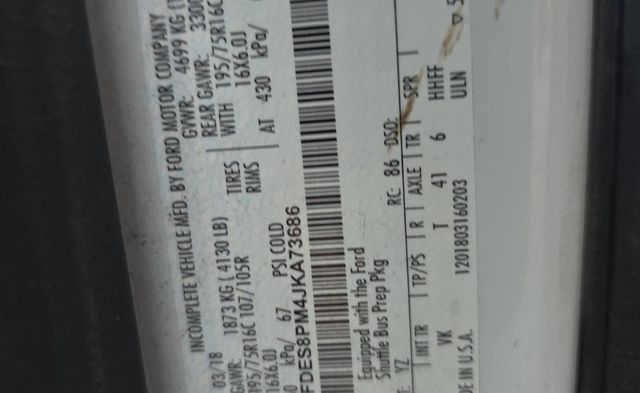 INCOMPLETE VEHICLE MFD. BY FORD MOTOR COMPANY
03/18 GVWR: 4699 KG
GAWR: 1873 KG ( 4130 LB) REAR GAWR: 3300
195/75R16C 107/105R TIRES WITH 195/75R16C
16X6.0J RIMS 16X6.0J
kPa/ 67 PSI COLD AT 430 kPa/
FDES8PM4JKA73686
Equipped with the Ford
Shuttle Bus Prep Pkg
YZ RC: 86 DSO:
INT TR TP/PS R AXLE TR SPR
VK T 41 6 HHFF
1201803160203 ULN
DE IN U.S.A.